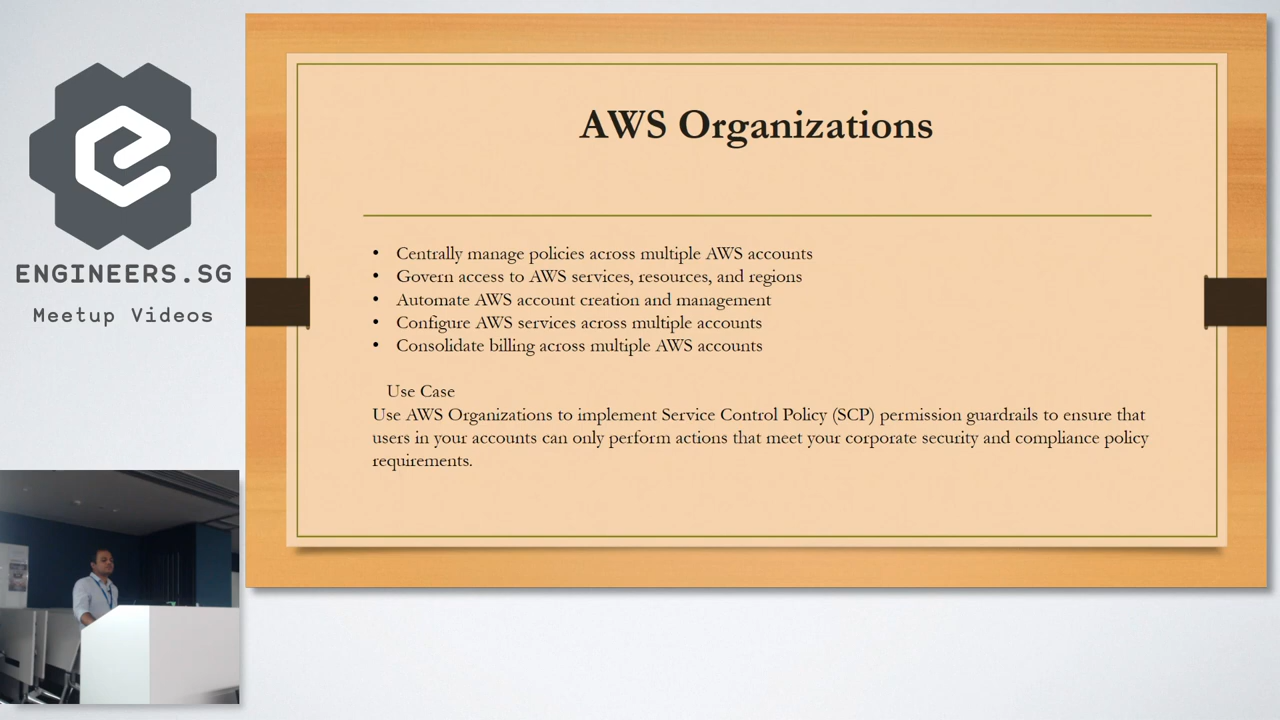 ENGINEERS.SG
Meetup Videos
AWS Organizations
• Centrally manage policies across multiple AWS accounts
• Govern access to AWS services, resources, and regions
• Automate AWS account creation and management
• Configure AWS services across multiple accounts
• Consolidate billing across multiple AWS accounts
Use Case
Use AWS Organizations to implement Service Control Policy (SCP) permission guardrails to ensure that
users in your accounts can only perform actions that meet your corporate security and compliance policy
requirements.